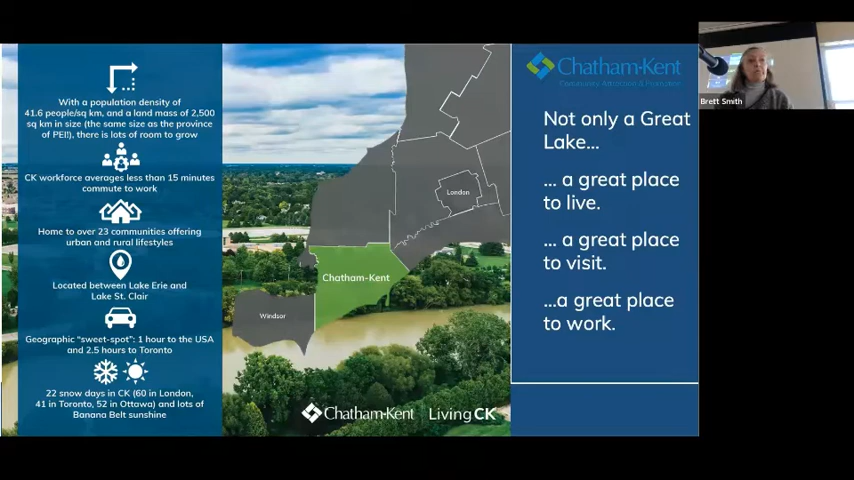 With a population density of
41.6 people/sq km, and a land mass of 2,500
sq km in size (the same size as the province
of PEI!), there is lots of room to grow
CK workforce averages less than 15 minutes
commute to work
Home to over 23 communities offering
urban and rural lifestyles
Located between Lake Erie and
Lake St. Clair
Geographic "sweet-spot": 1 hour to the USA
and 2.5 hours to Toronto
22 snow days in CK (60 in London,
41 in Toronto, 52 in Ottawa) and lots of
Banana Belt sunshine
London
Chatham-Kent
Windsor
Chatham-Kent
LivingCK
Chatham-Kent
Community Attraction & Promotion
Not only a Great
Lake...
... a great place
to live.
... a great place
to visit.
...a great place
to work.
Brett Smith